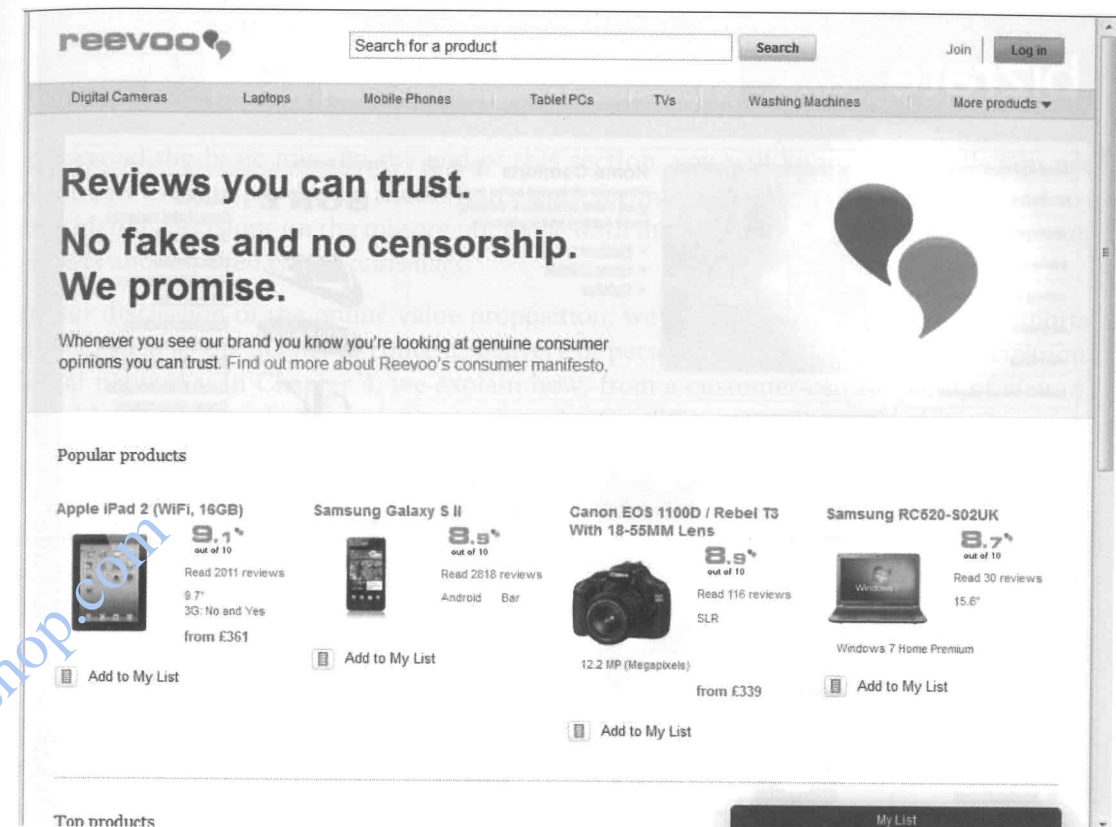 reevoo
Search for a product
Search
Join
Log in
Digital Cameras
Laptops
Mobile Phones
Tablet PCs
TVs
Washing Machines
More products
Reviews you can trust.
No fakes and no censorship.
We promise.
Whenever you see our brand you know you're looking at genuine consumer
opinions you can trust. Find out more about Reevoo's consumer manifesto.
Popular products
Apple iPad 2 (WiFi, 16GB)
9.1
out of 10
Read 2011 reviews
9.7"
3G: No and Yes
from £361
Add to My List
Samsung Galaxy S II
8.9
out of 10
Read 2818 reviews
Android Bar
Add to My List
Canon EOS 1100D / Rebel T3
With 18-55MM Lens
8.9
out of 10
Read 116 reviews
SLR
12.2 MP (Megapixels)
from £339
Add to My List
Samsung RC520-S02UK
8.7
out of 10
Read 30 reviews
15.6"
Windows 7 Home Premium
Add to My List
Top products
My List